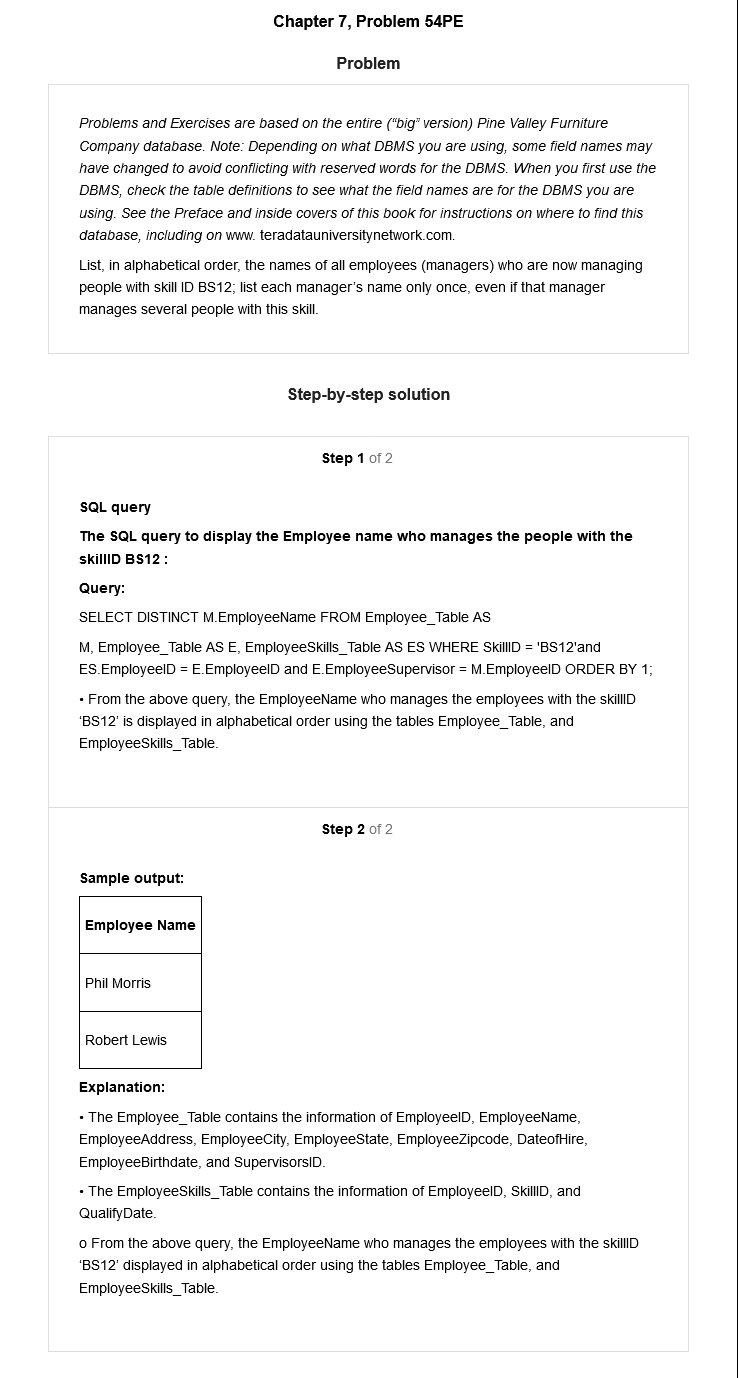 Chapter 7, Problem 54PE
Problem
Problems and Exercises are based on the entire (“big” version) Pine Valley Furniture
Company database. Note: Depending on what DBMS you are using, some field names may
have changed to avoid conflicting with reserved words for the DBMS. When you first use the
DBMS, check the table definitions to see what the field names are for the DBMS you are
using. See the Preface and inside covers of this book for instructions on where to find this
database, including on www. teradatauniversitynetwork.com.
List, in alphabetical order, the names of all employees (managers) who are now managing
people with skill ID BS12; list each manager’s name only once, even if that manager
manages several people with this skill.
Step-by-step solution
Step 1 of 2
SQL query
The SQL query to display the Employee name who manages the people with the
skillID BS12 :
Query:
SELECT DISTINCT M.EmployeeName FROM Employee_Table AS
M, Employee_Table AS E, EmployeeSkills_Table AS ES WHERE SkillID = 'BS12'and
ES.EmployeeID = E.EmployeeID and E.EmployeeSupervisor = M.EmployeeID ORDER BY 1;
• From the above query, the EmployeeName who manages the employees with the skillID
‘BS12’ is displayed in alphabetical order using the tables Employee_Table, and
EmployeeSkills_Table.
Step 2 of 2
Sample output:
Employee Name
Phil Morris
Robert Lewis
Explanation:
• The Employee_Table contains the information of EmployeeID, EmployeeName,
EmployeeAddress, EmployeeCity, EmployeeState, EmployeeZipcode, DateofHire,
EmployeeBirthdate, and SupervisorsID.
• The EmployeeSkills_Table contains the information of EmployeeID, SkillID, and
QualifyDate.
o From the above query, the EmployeeName who manages the employees with the skillID
‘BS12’ displayed in alphabetical order using the tables Employee_Table, and
EmployeeSkills_Table.